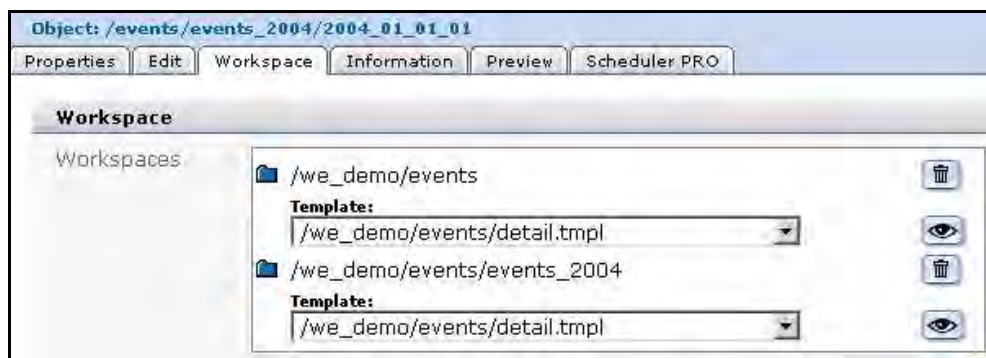 Object: /events/events_2004/2004_01_01_01
Properties Edit Workspace Information Preview Scheduler PRO
Workspace
Workspaces
/we_demo/events
Template:
/we_demo/events/detail.tmpl
/we_demo/events/events_2004
Template:
/we_demo/events/detail.tmpl